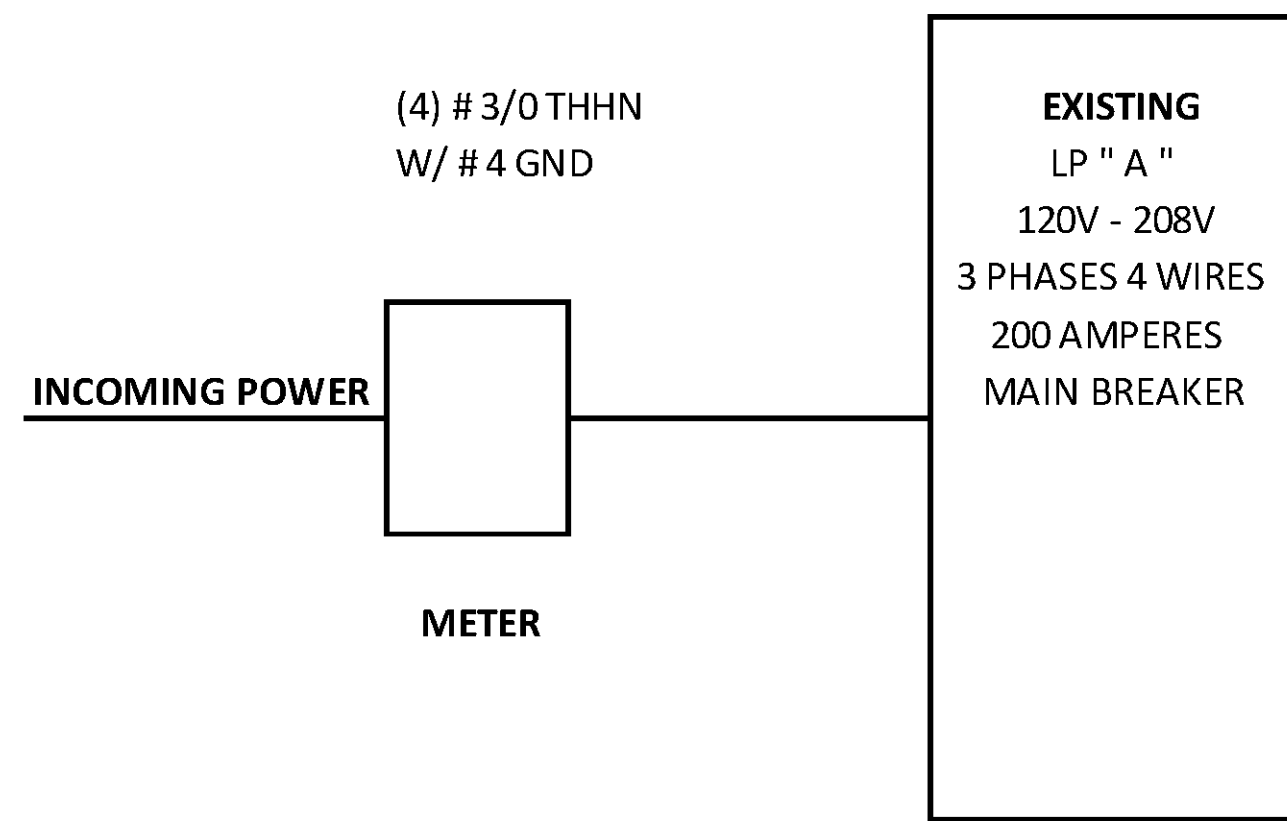 (4) # 3/0 THHN
W/ # 4 GND
INCOMING POWER
METER
EXISTING
LP " A "
120V - 208V
3 PHASES 4 WIRES
200 AMPERES
MAIN BREAKER